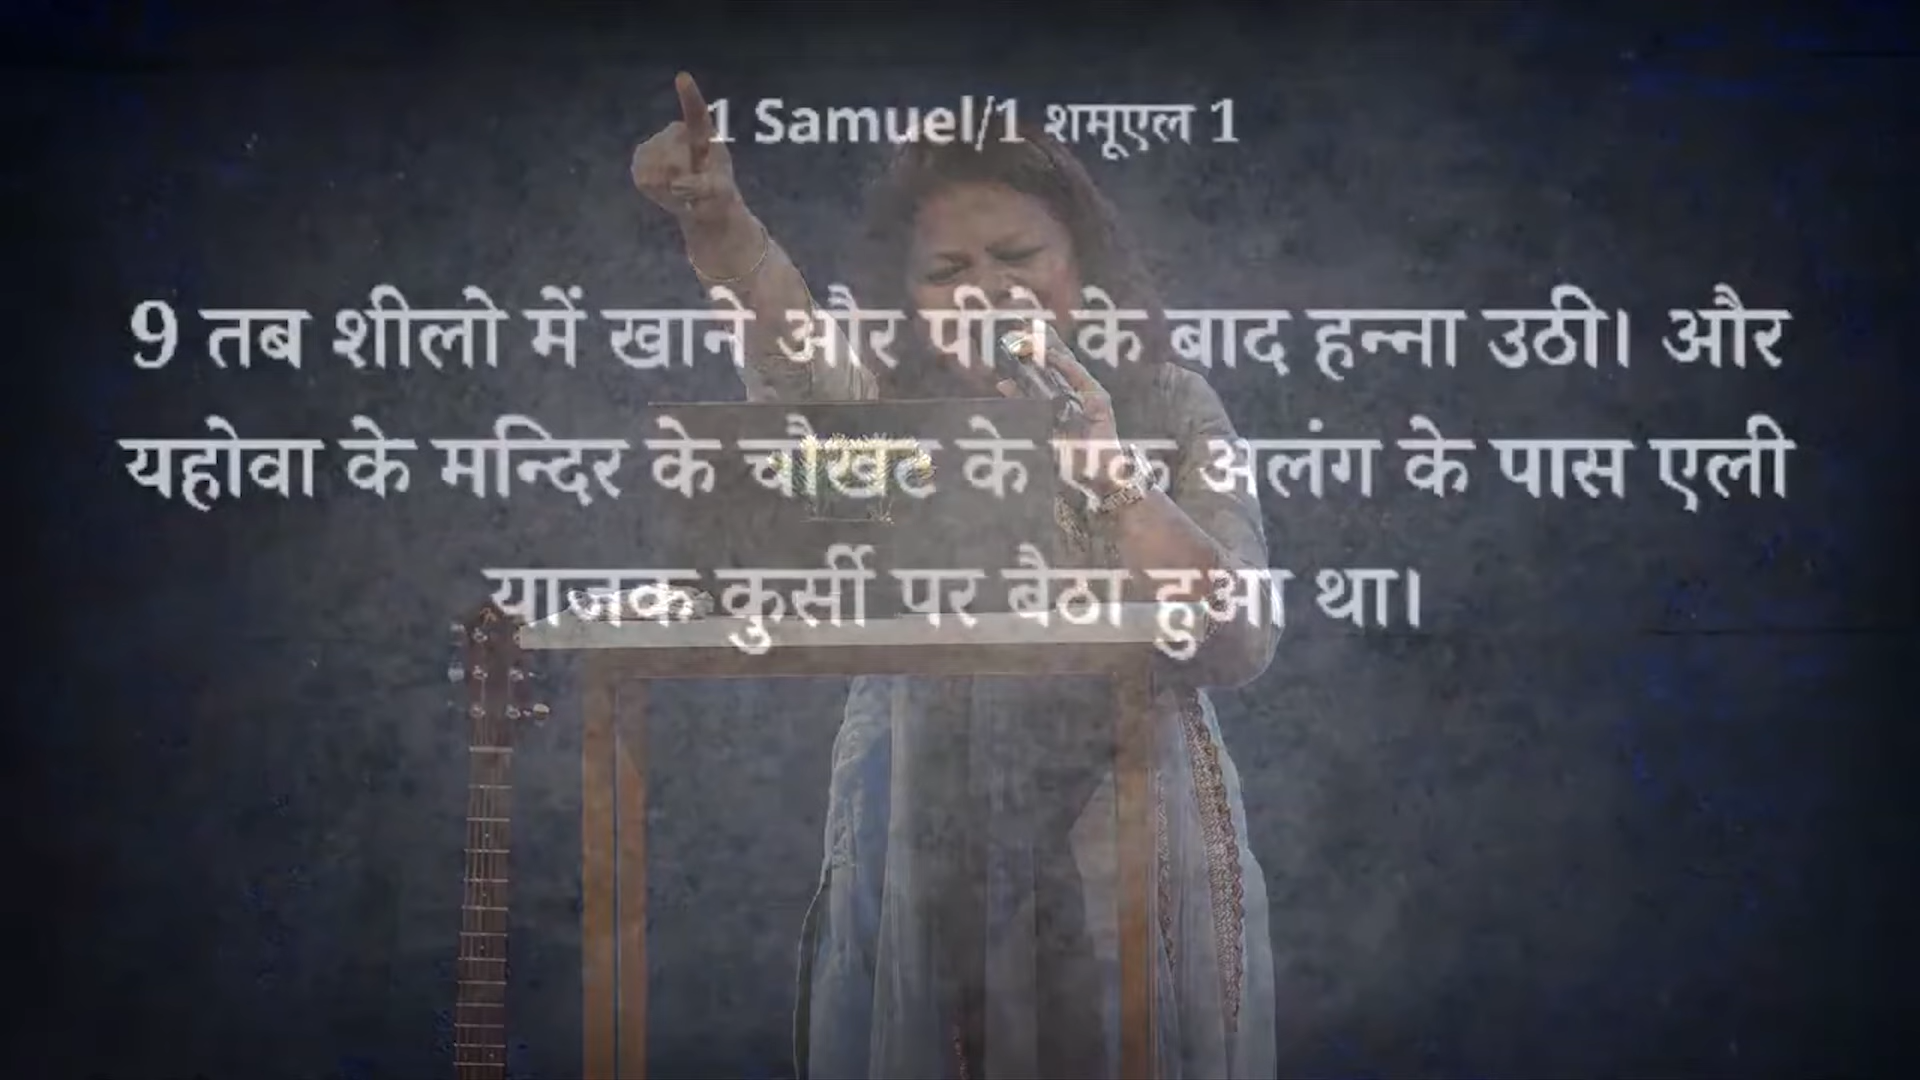 1 Samuel/1 शमूएल 1
9 तब शीलो में खाने और पीने के बाद हन्ना उठी। और
यहोवा के मन्दिर के चौखट के एक अलंग के पास एली
याजक कुर्सी पर बैठा हुआ था।